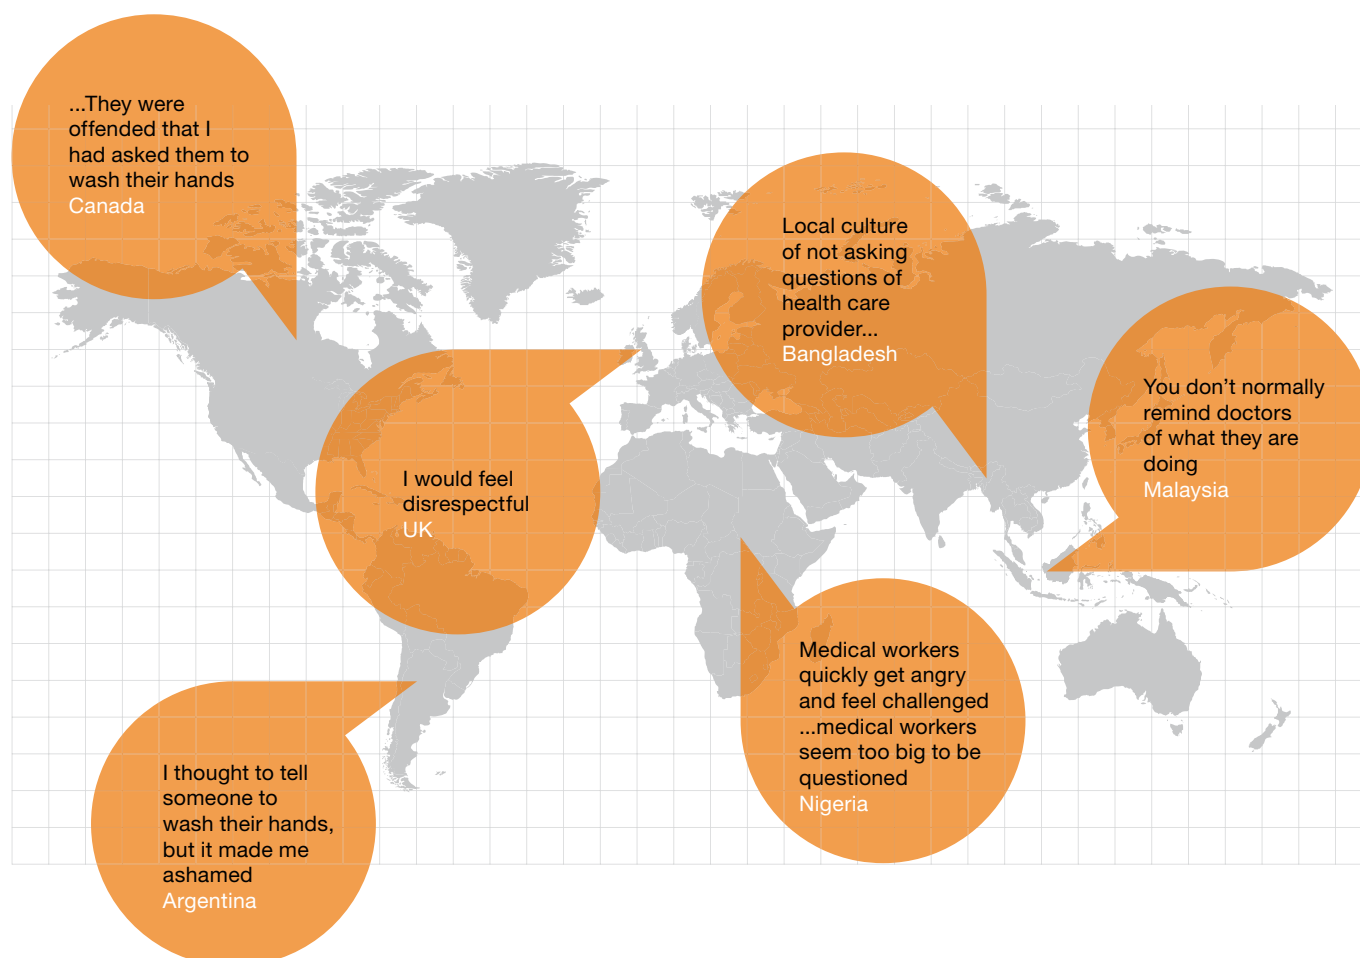 ...They were
offended that I
had asked them to
wash their hands
Canada
Local culture
of not asking
questions of
health care
provider...
Bangladesh
You don’t normally
remind doctors
of what they are
doing
Malaysia
I would feel
disrespectful
UK
Medical workers
quickly get angry
and feel challenged
...medical workers
seem too big to be
questioned
Nigeria
I thought to tell
someone to
wash their hands,
but it made me
ashamed
Argentina